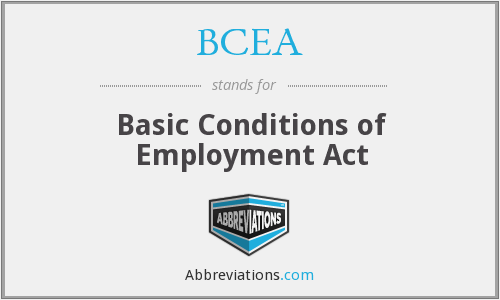 BCEA
stands for
Basic Conditions of
Employment Act
ABBREVIATIONS
Abbreviations.com